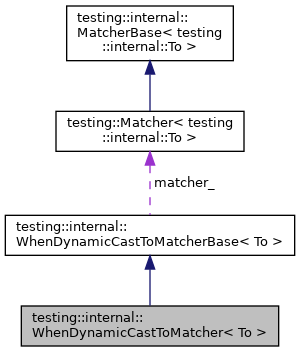 testing::internal::
MatcherBase< testing
::internal::To >
testing::Matcher< testing
::internal::To >
matcher_
testing::internal::
WhenDynamicCastToMatcherBase< To >
testing::internal::
WhenDynamicCastToMatcher< To >